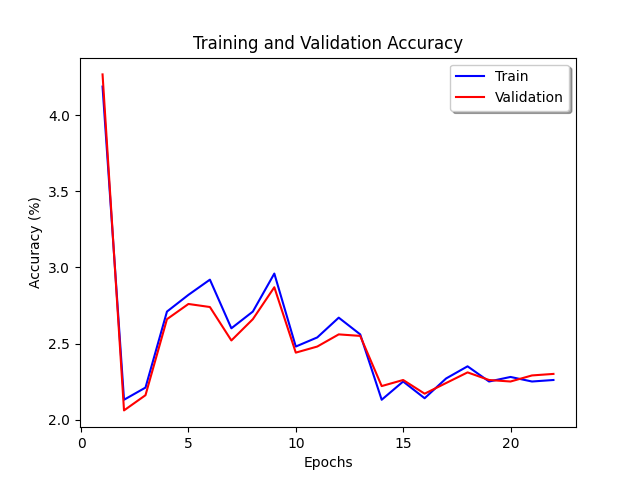 Training and Validation Accuracy
Train
Validation
Accuracy (%)
4.0
3.5
3.0
2.5
2.0
0
5
10
15
20
Epochs